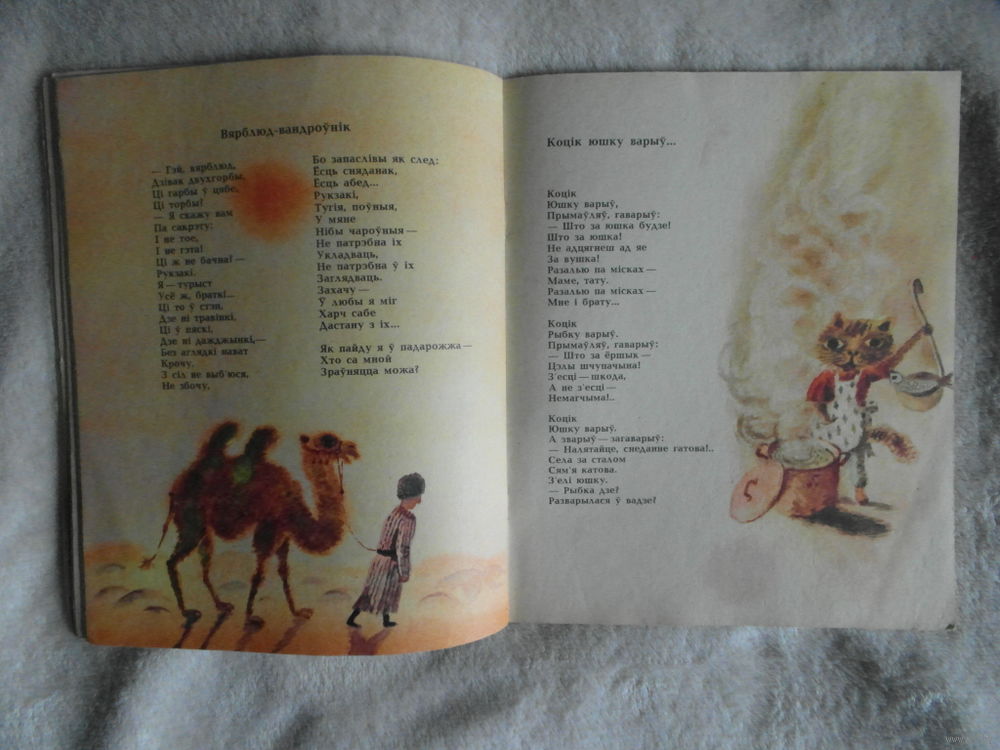 Вярблюд-вандроўнік
— Гэй, вярблюд,
Дзівак двухгорбы,
Ці гарбы ў цябе,
Ці торбы?
— Я скажу вам
Па сакрэту:
І не тое,
І не гэта!
Ці ж не бачна? —
Рукзакі.
Я — турыст
Усё ж, браткі...
Ці то ў стэп,
Дзе ні травінкі,
Ці ў пяскі,
Дзе ні дажджынкі, —
Без аглядкі нават
Крочу.
З сіл не выб'юся,
Не збочу,
Бо запаслівы як след:
Ёсць сняданак,
Ёсць абед...
Рукзакі,
Тугія, поўныя,
У мяне
Нібы чароўныя —
Не патрэбна іх
Укладваць,
Не патрэбна ў іх
Заглядваць.
Захачу —
Ў любы я міг
Харч сабе
Дастану з іх...
Як пайду я ў падарожжа —
Хто са мной
Зраўняцца можа?
Коцік юшку варыў...
Коцік
Юшку варыў,
Прымаўляў, гаварыў:
— Што за юшка будзе!
Што за юшка!
Не адцягнеш ад яе
За вушка!
Разалью па місках —
Маме, тату.
Разалью па місках —
Мне і брату...
Коцік
Рыбку варыў.
Прымаўляў, гаварыў:
— Што за ёршык —
Цэлы шчупачына!
З'есці — шкода,
А не з'есці —
Немагчыма!..
Коцік
Юшку варыў.
А зварыў — загаварыў:
— Налятайце, снеданне гатова!..
Села за сталом
Сям'я катова.
З'елі юшку.
— Рыбка дзе?
Разварылася ў вадзе?